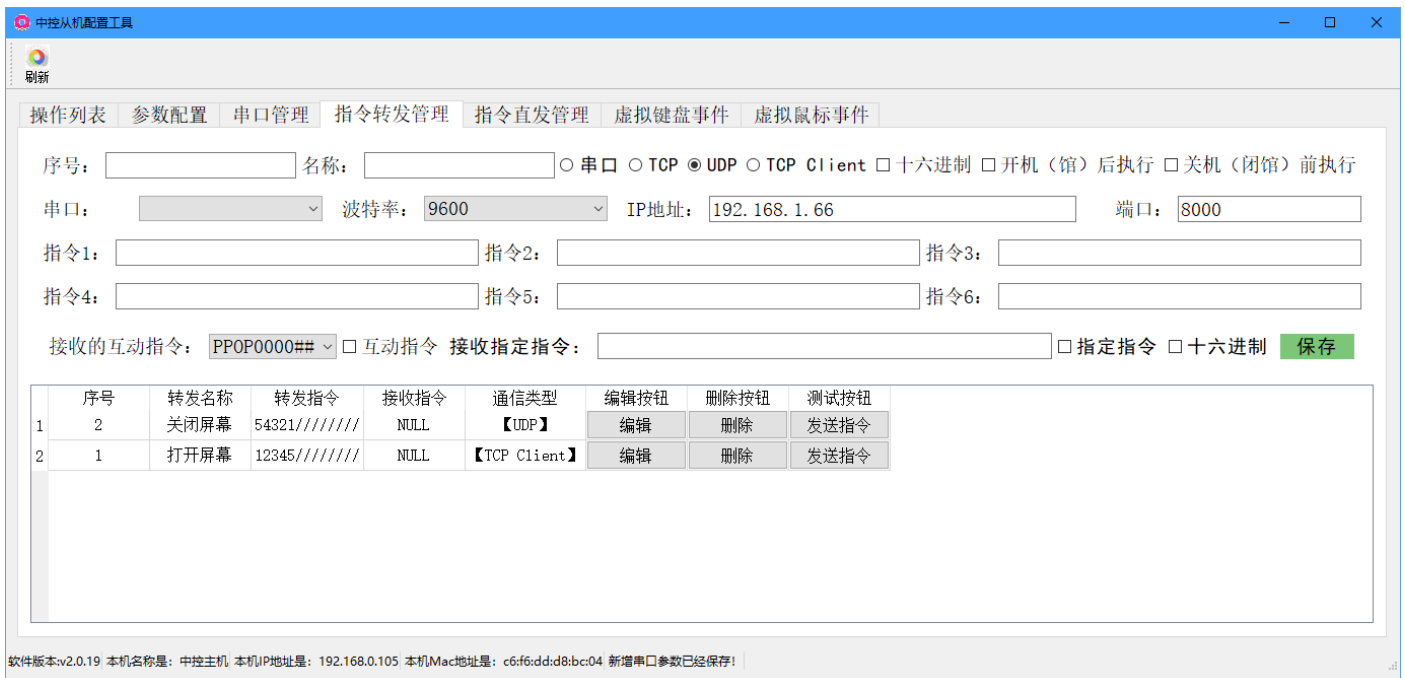 中控从机配置工具
刷新
操作列表 参数配置 串口管理 指令转发管理 指令直发管理 虚拟键盘事件 虚拟鼠标事件
序号: 名称: 串口 TCP UDP TCP Client 十六进制 开机（馆）后执行 关机（闭馆）前执行
串口: 波特率: 9600 IP地址: 192.168.1.66 端口: 8000
指令1: 指令2: 指令3:
指令4: 指令5: 指令6:
接收的互动指令: PPOP0000## 互动指令 接收指定指令: 指定指令 十六进制 保存
序号 转发名称 转发指令 接收指令 通信类型 编辑按钮 删除按钮 测试按钮
1 2 关闭屏幕 54321//////// NULL 【UDP】 编辑 删除 发送指令
2 1 打开屏幕 12345//////// NULL 【TCP Client】 编辑 删除 发送指令
软件版本:v2.0.19 本机名称是: 中控主机 本机IP地址是: 192.168.0.105 本机Mac地址是: c6:f6:dd:d8:bc:04 新增串口参数已经保存!